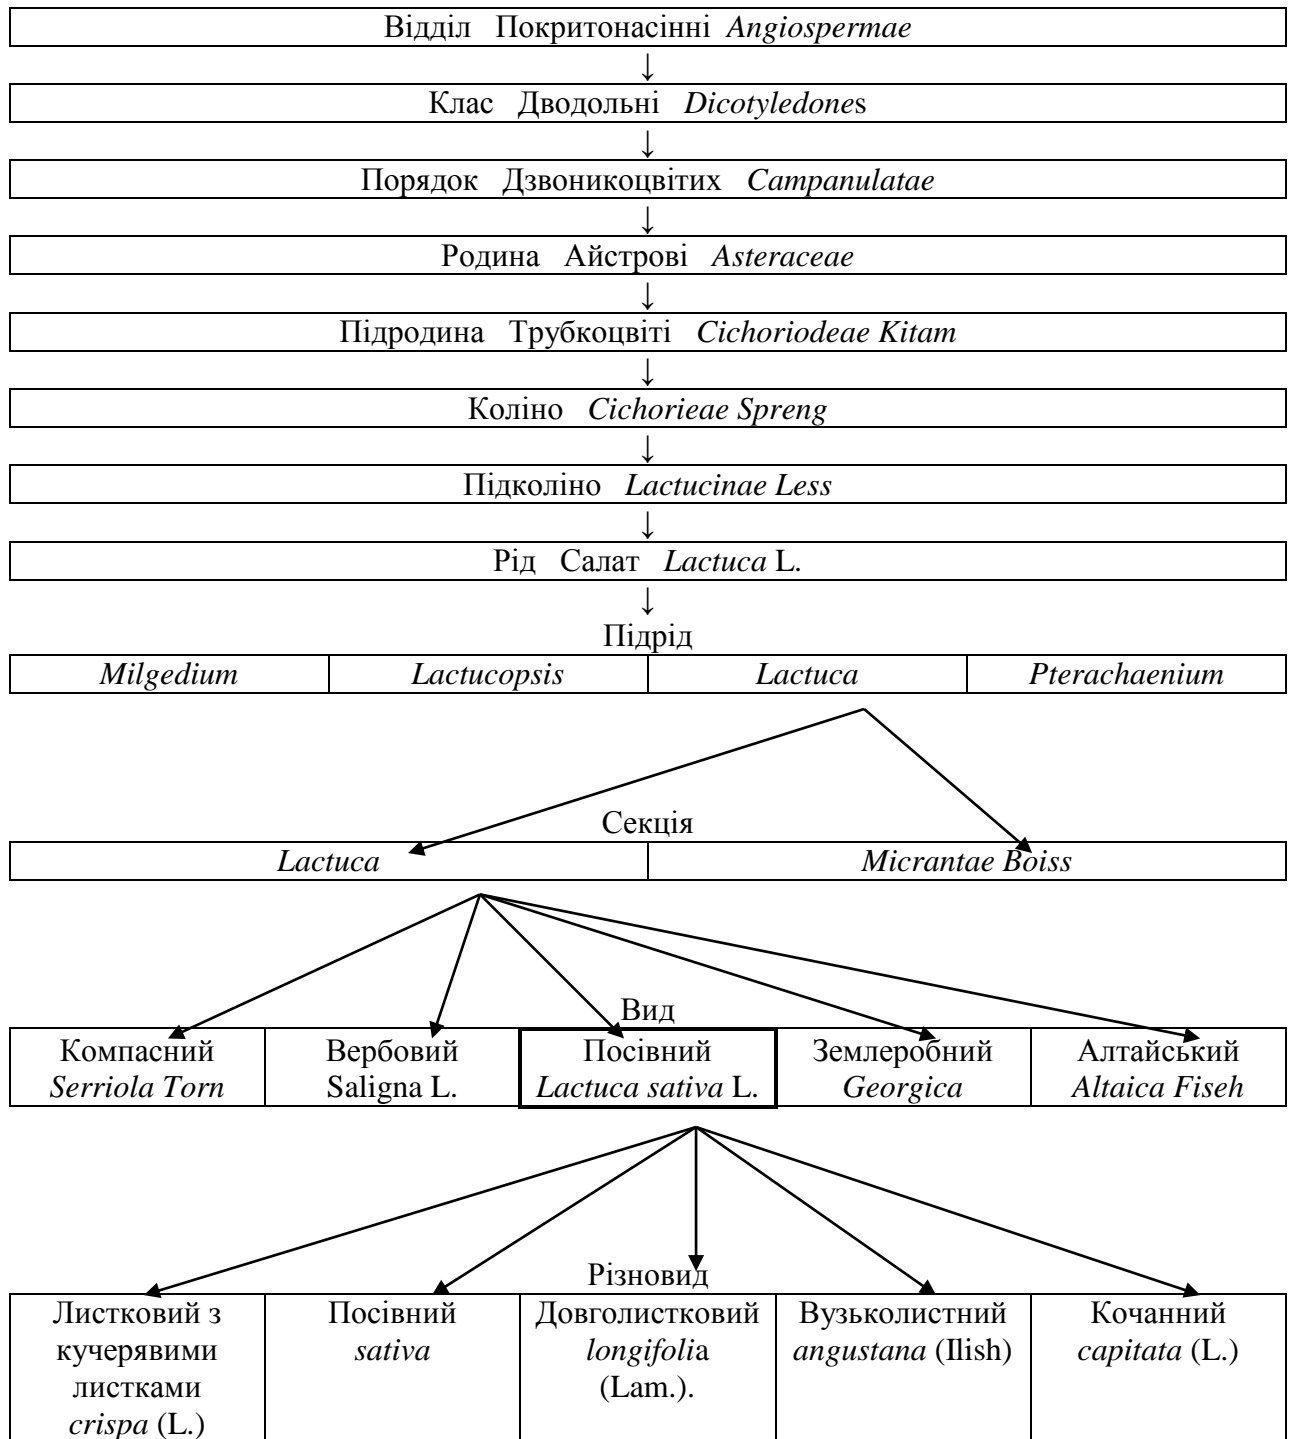 Відділ Покритонасінні Angiospermae
↓
Клас Дводольні Dicotyledones
↓
Порядок Дзвоникоцвітих Campanulatae
↓
Родина Айстрові Asteraceae
↓
Підродина Трубкоцвіті Cichoriodeae Kitam
↓
Коліно Cichorieae Spreng
↓
Підколіно Lactucinae Less
↓
Рід Салат Lactuca L.
↓
Підрід
Milgedium Lactucopsis Lactuca Pterachaenium
Секція
Lactuca Micrantae Boiss
Вид
Компасний
Serriola Torn
Вербовий
Saligna L.
Посівний
Lactuca sativa L.
Землеробний
Georgica
Алтайський
Altaica Fiseh
Різновид
Листковий з
кучерявими
листками
crispa (L.)
Посівний
sativa
Довголистковий
longifolia
(Lam.).
Вузьколистний
angustana (Ilish)
Кочанний
capitata (L.)